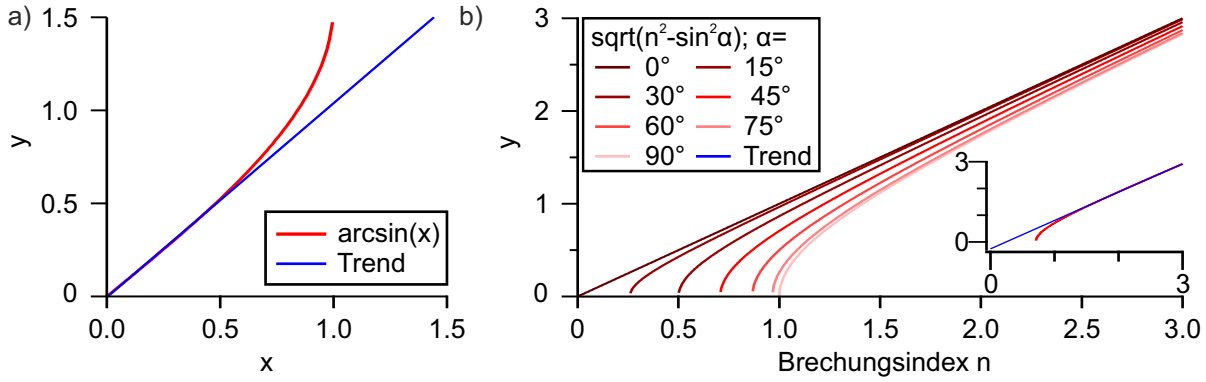 a)
1.5
1.0
0.5
0
y
arcsin(x)
Trend
0.0
0.5
1.0
1.5
x
b)
3
2
1
0
y
sqrt(n²-sin²α); α=
0° 15°
30° 45°
60° 75°
90° Trend
3
0
0
3
0
0.5
1.0
1.5
2.0
2.5
3.0
Brechungsindex n